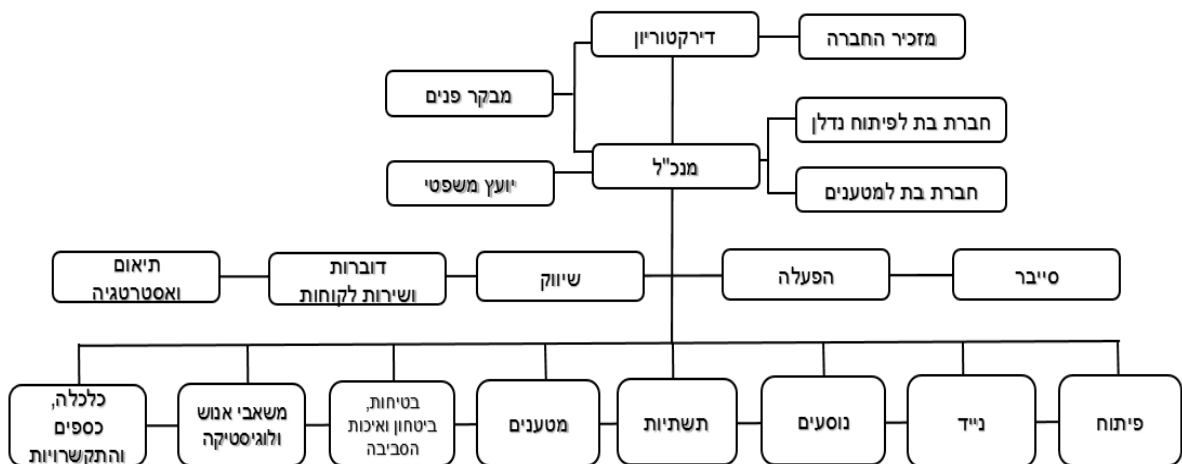 דירקטוריון
מזכיר החברה
מבקר פנים
חברת בת לפיתוח נדלן
מנכ"ל
יועץ משפטי
חברת בת למטענים
סייבר
הפעלה
שיווק
דוברות
ושירות לקוחות
תיאום
ואסטרטגיה
פיתוח
נייד
נוסעים
תשתיות
מטענים
בטיחות,
ביטחון ואיכות
הסביבה
משאבי אנוש
ולוגיסטיקה
כלכלה,
כספים
והתקשרויות